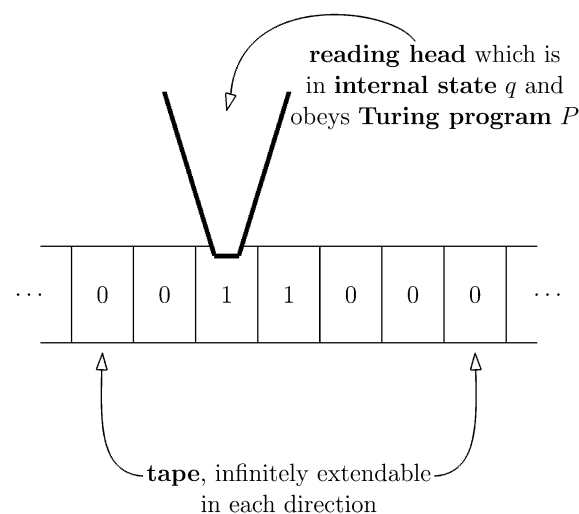 reading head which is
in internal state q and
obeys Turing program P
··· 0 0 1 1 0 0 0 ···
tape, infinitely extendable
in each direction